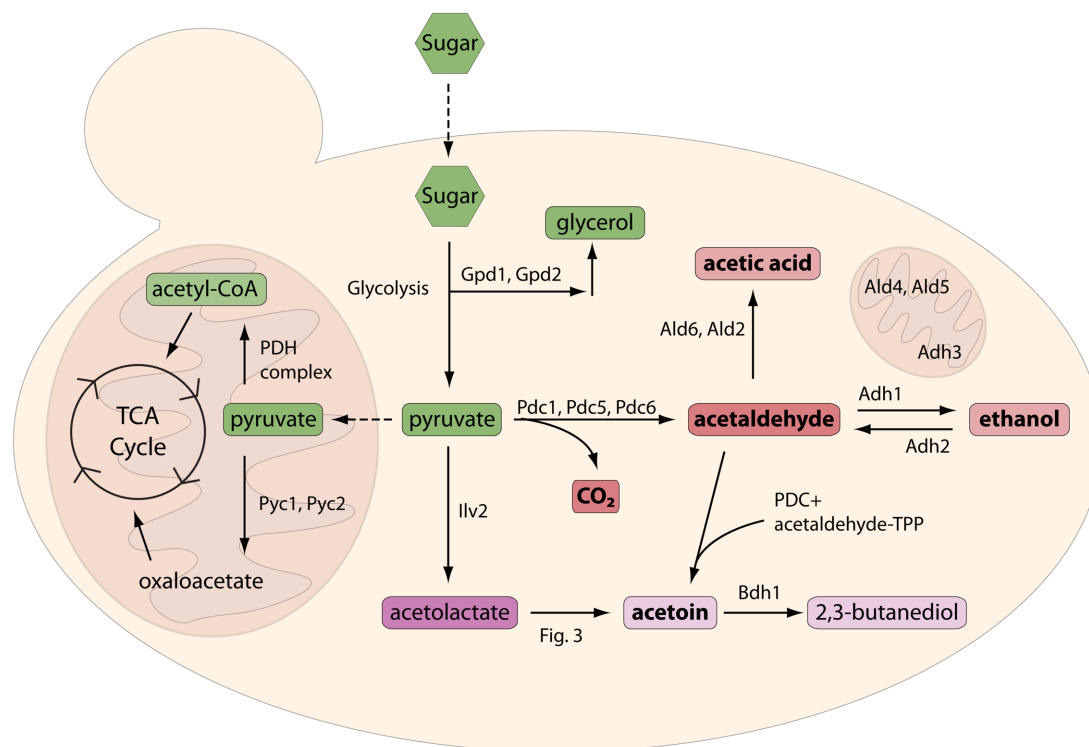 Sugar
Sugar
glycerol
Gpd1, Gpd2
Glycolysis
acetic acid
Ald4, Ald5
Adh3
acetyl-CoA
Ald6, Ald2
PDH
complex
TCA
Cycle
pyruvate
pyruvate
Pdc1, Pdc5, Pdc6
acetaldehyde
Adh1
ethanol
Adh2
CO₂
Pyc1, Pyc2
Ilv2
PDC+
acetaldehyde-TPP
oxaloacetate
acetolactate
Fig. 3
acetoin
Bdh1
2,3-butanediol